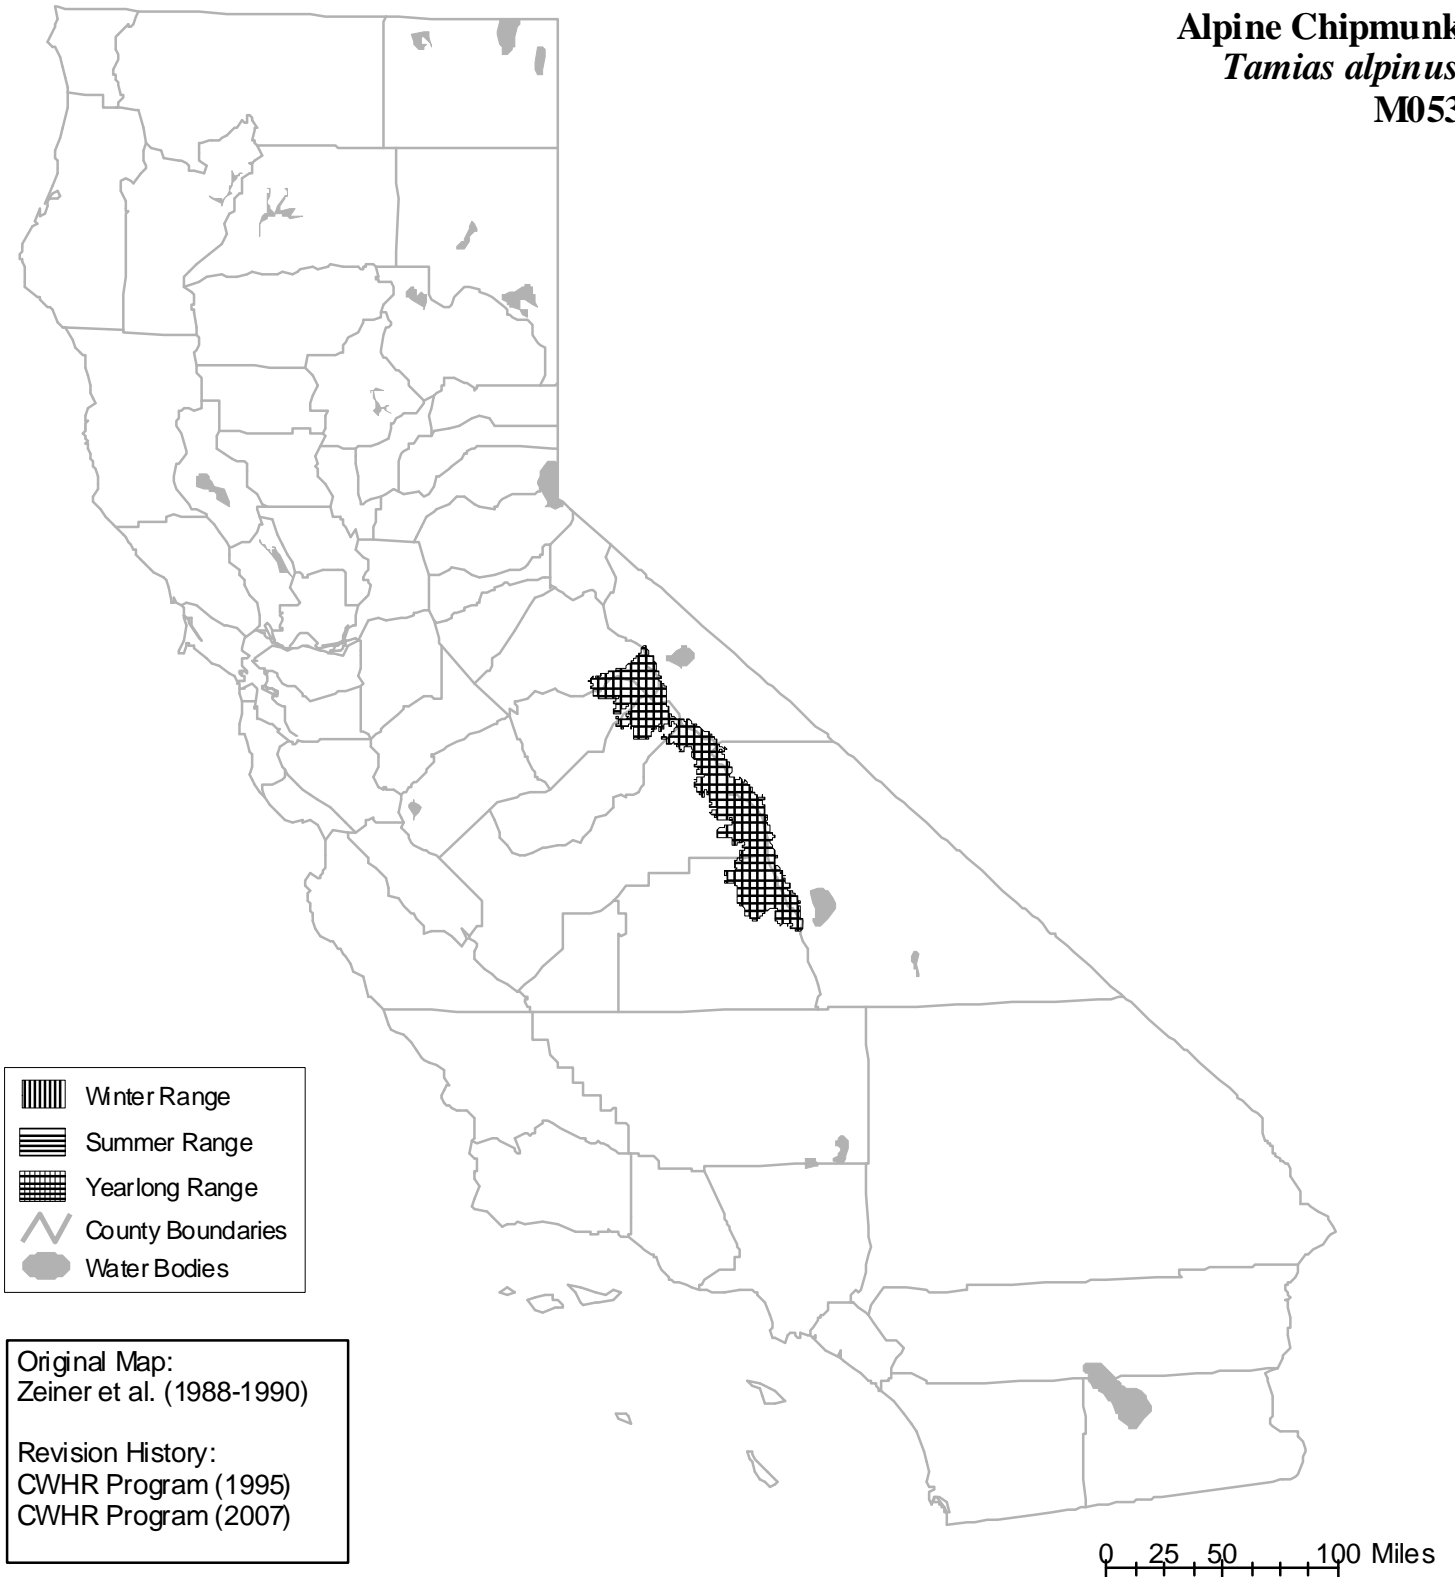 Alpine Chipmunk
Tamias alpinus
M053
Winter Range
Summer Range
Yearlong Range
County Boundaries
Water Bodies
Original Map:
Zeiner et al. (1988-1990)
Revision History:
CWHR Program (1995)
CWHR Program (2007)
0 25 50 100 Miles